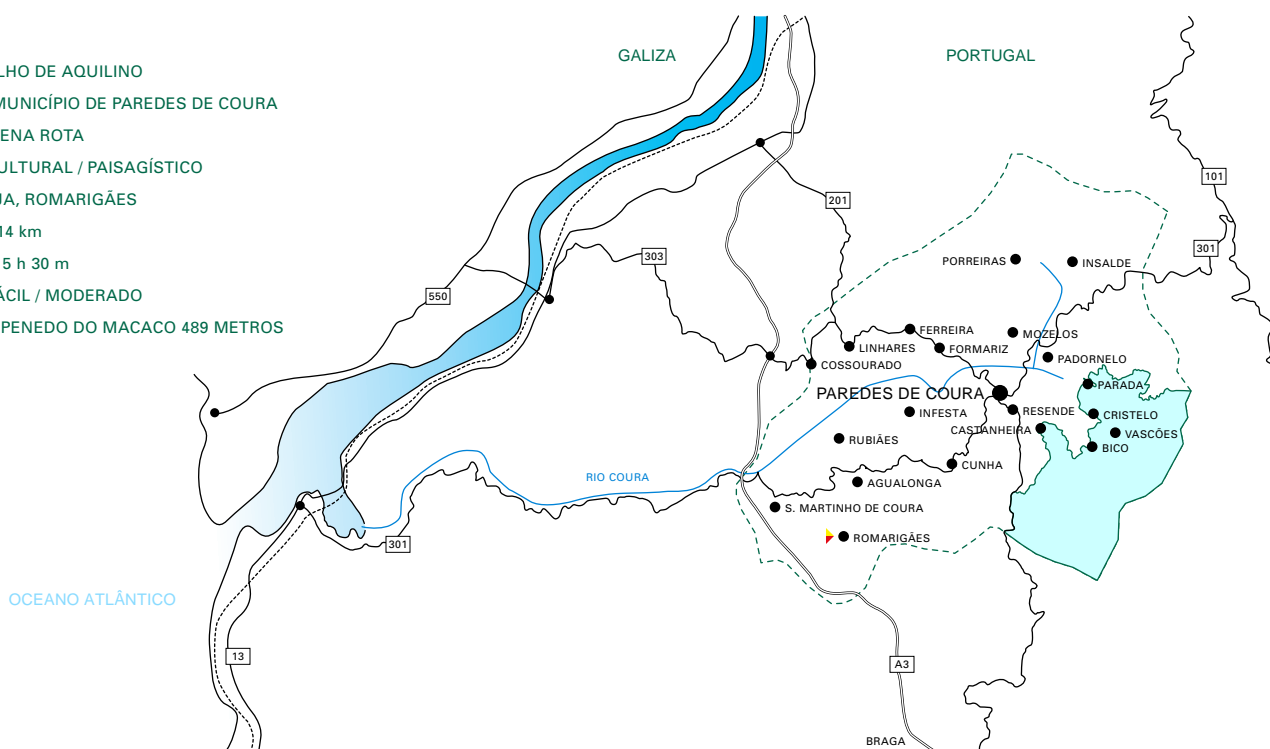 LHO DE AQUILINO
MUNICÍPIO DE PAREDES DE COURA
ENA ROTA
ULTURAL / PAISAGÍSTICO
UA, ROMARIGÃES
14 km
5 h 30 m
ÁCIL / MODERADO
PENEDO DO MACACO 489 METROS
GALIZA
PORTUGAL
101
201
301
303
550
PORREIRAS
INSALDE
FERREIRA
MOZELOS
LINHARES
FORMARIZ
PADORNELO
COSSOURADO
PARADA
PAREDES DE COURA
INFESTA
RESENDE
CRISTELO
CASTANHEIRA
VASCÕES
RUBIÃES
BICO
CUNHA
RIO COURA
AGUALONGA
S. MARTINHO DE COURA
ROMARIGÃES
301
OCEANO ATLÂNTICO
13
A3
BRAGA